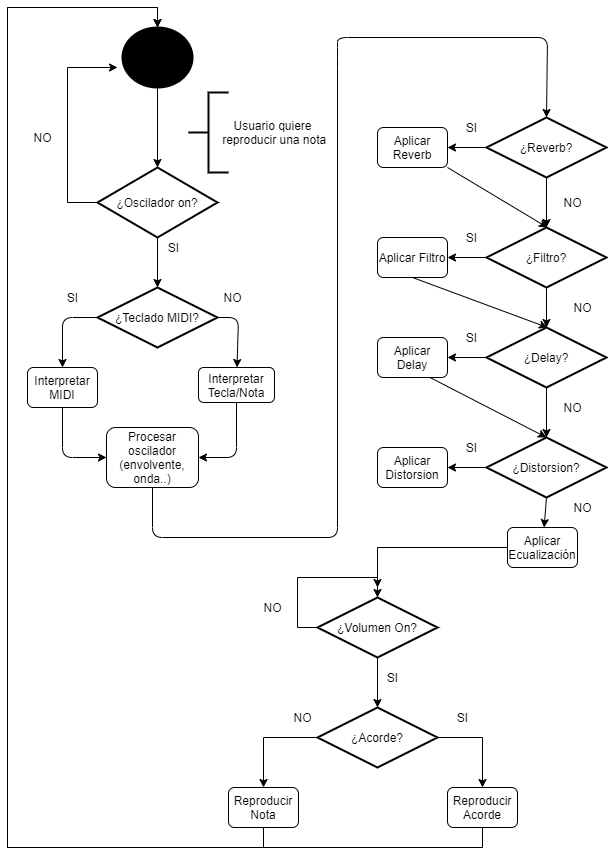 NO
Usuario quiere
reproducir una nota
¿Oscilador on?
SI
SI
¿Teclado MIDI?
NO
Interpretar
MIDI
Interpretar
Tecla/Nota
Procesar
oscilador
(envolvente,
onda..)
SI
Aplicar
Reverb
¿Reverb?
NO
SI
Aplicar Filtro
¿Filtro?
NO
SI
Aplicar
Delay
¿Delay?
NO
SI
Aplicar
Distorsion
¿Distorsion?
NO
Aplicar
Ecualización
NO
¿Volumen On?
SI
NO
¿Acorde?
SI
Reproducir
Nota
Reproducir
Acorde